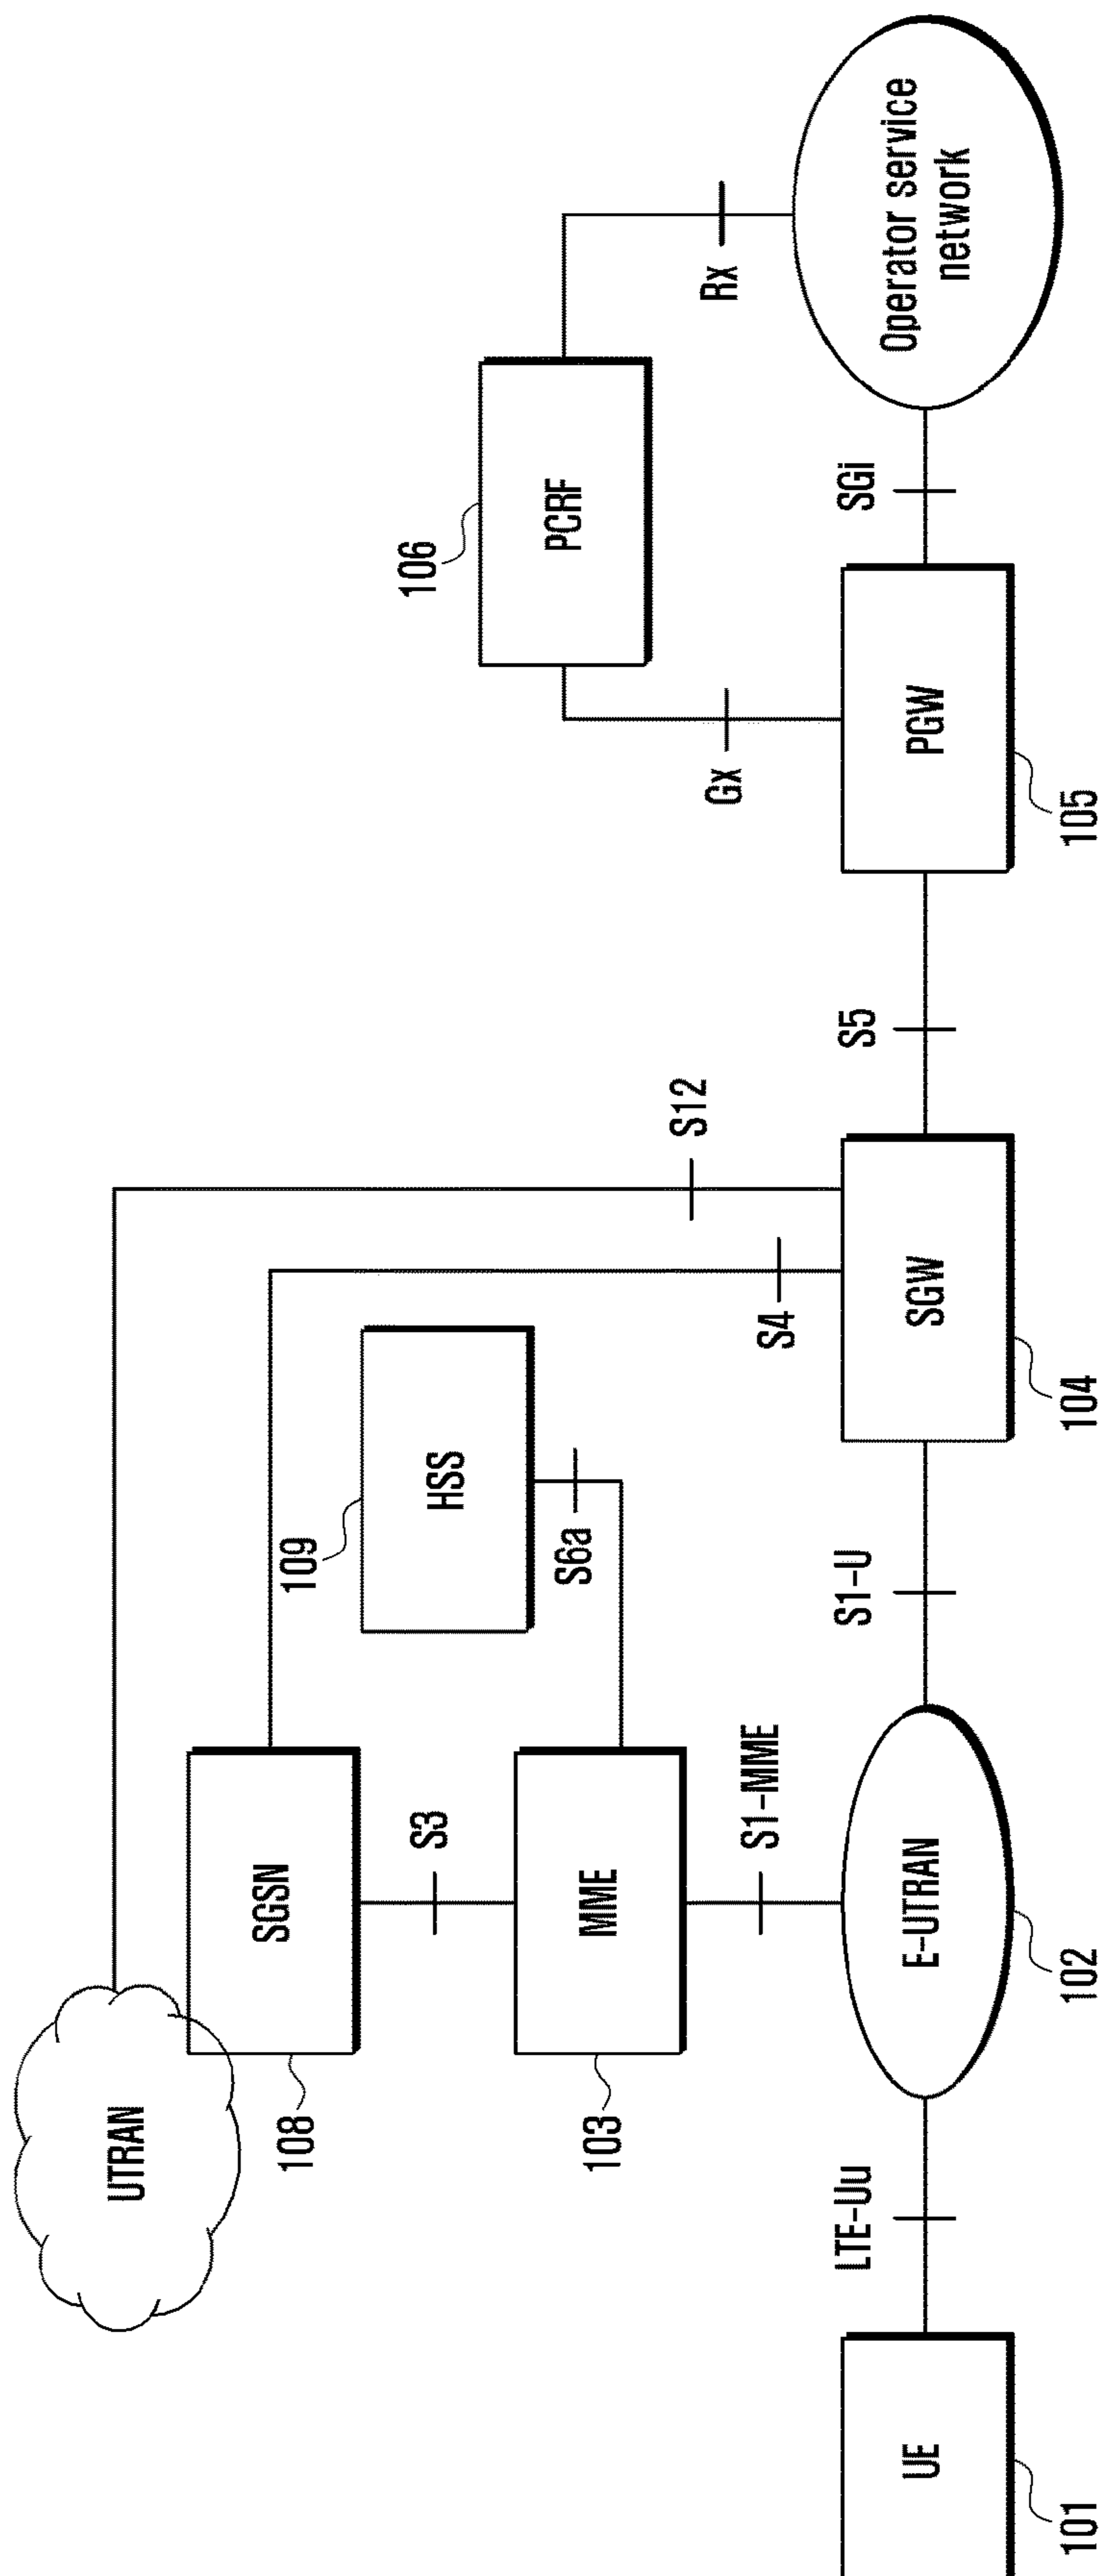 UTRAN
SGSN
108
S3
109
HSS
S6a
MME
103
S12
S4
106
PCRF
Rx
Gx
S1-MME
LTE-Uu
S1-U
S5
SGi
UE
101
E-UTRAN
102
SGW
104
PGW
105
Operator service
network